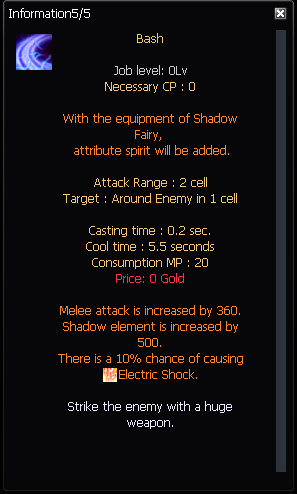 Information5/5
Bash
Job level: 0Lv
Necessary CP : 0
With the equipment of Shadow
Fairy,
attribute spirit will be added.
Attack Range : 2 cell
Target : Around Enemy in 1 cell
Casting time : 0.2 sec.
Cool time : 5.5 seconds
Consumption MP : 20
Price: 0 Gold
Melee attack is increased by 360.
Shadow element is increased by
500.
There is a 10% chance of causing
Electric Shock.
Strike the enemy with a huge
weapon.